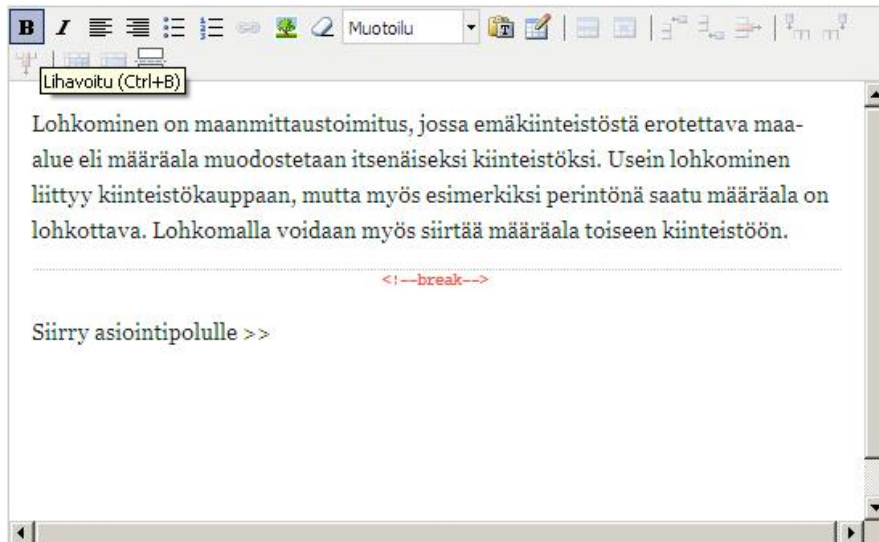 B I Muotoilu
Lihavoitu (Ctrl+B)
Lohkominen on maanmittaustoimitus, jossa emäkiinteistöstä erotettava maa-
alue eli määräala muodostetaan itsenäiseksi kiinteistöksi. Usein lohkominen
liittyy kiinteistökauppaan, mutta myös esimerkiksi perintönä saatu määräala on
lohkottava. Lohkomalla voidaan myös siirtää määräala toiseen kiinteistöön.
<!--break-->
Siirry asiointipolulle >>